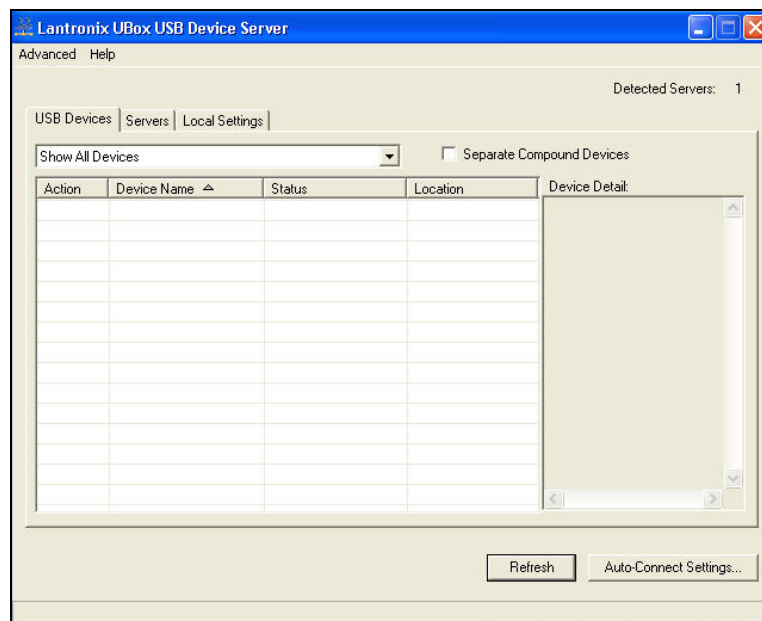 Lantronix UBox USB Device Server
Advanced Help
Detected Servers: 1
USB Devices Servers Local Settings
Show All Devices
Separate Compound Devices
Action Device Name Status Location
Device Detail:
Refresh
Auto-Connect Settings...